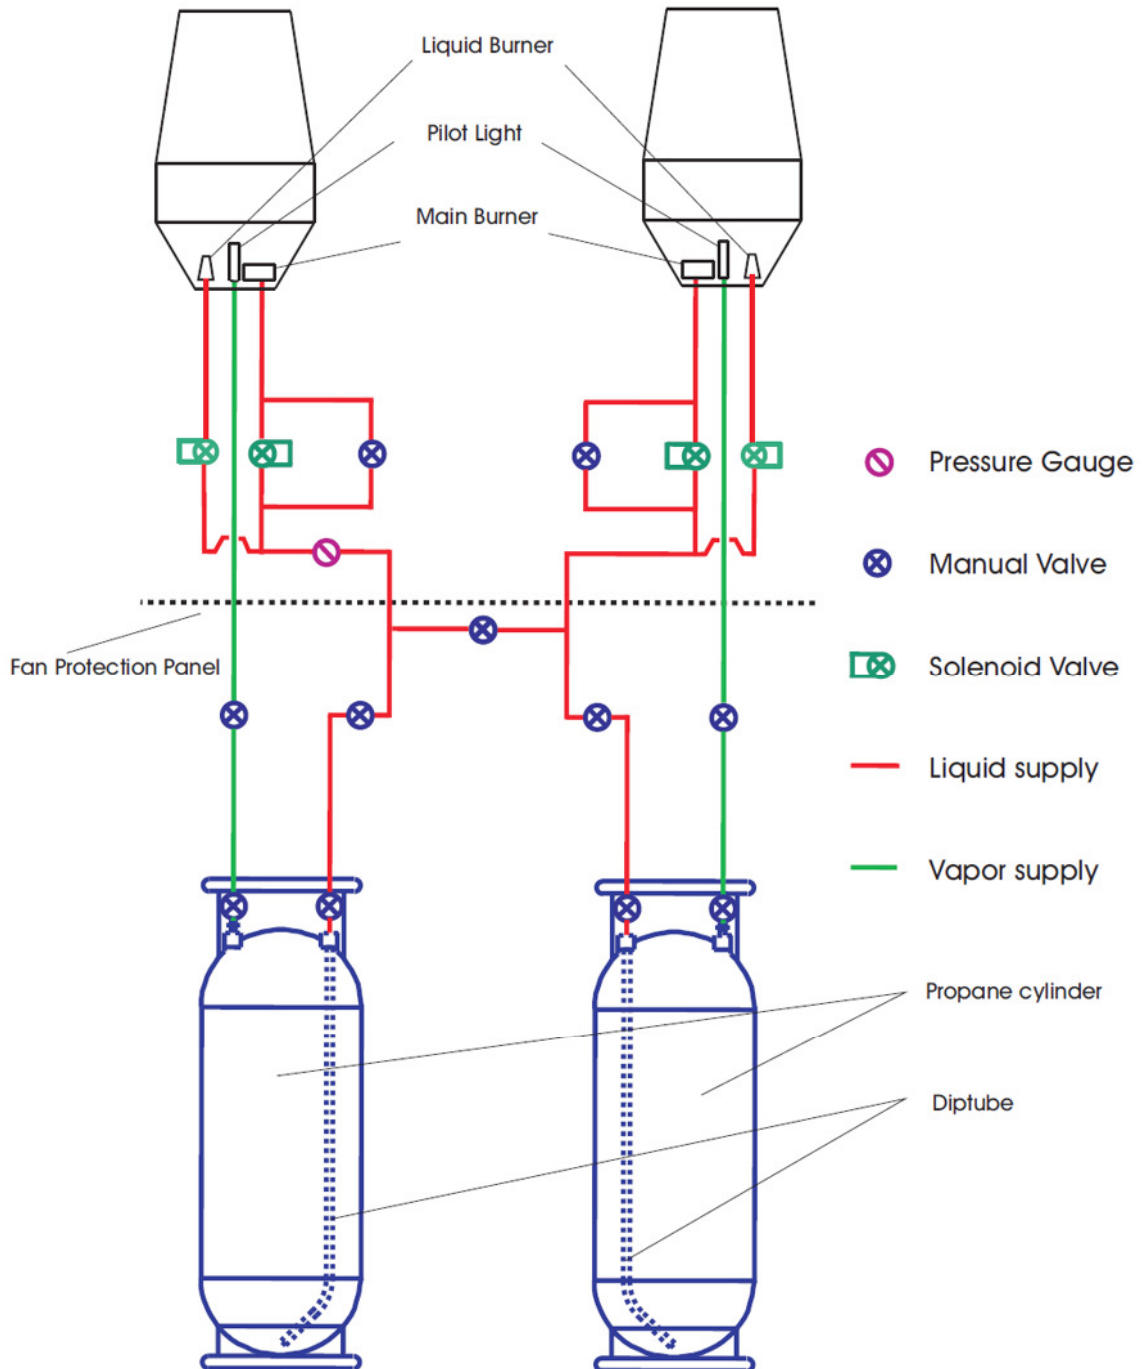 Liquid Burner
Pilot Light
Main Burner
Pressure Gauge
Manual Valve
Fan Protection Panel
Solenoid Valve
Liquid supply
Vapor supply
Propane cylinder
Diptube